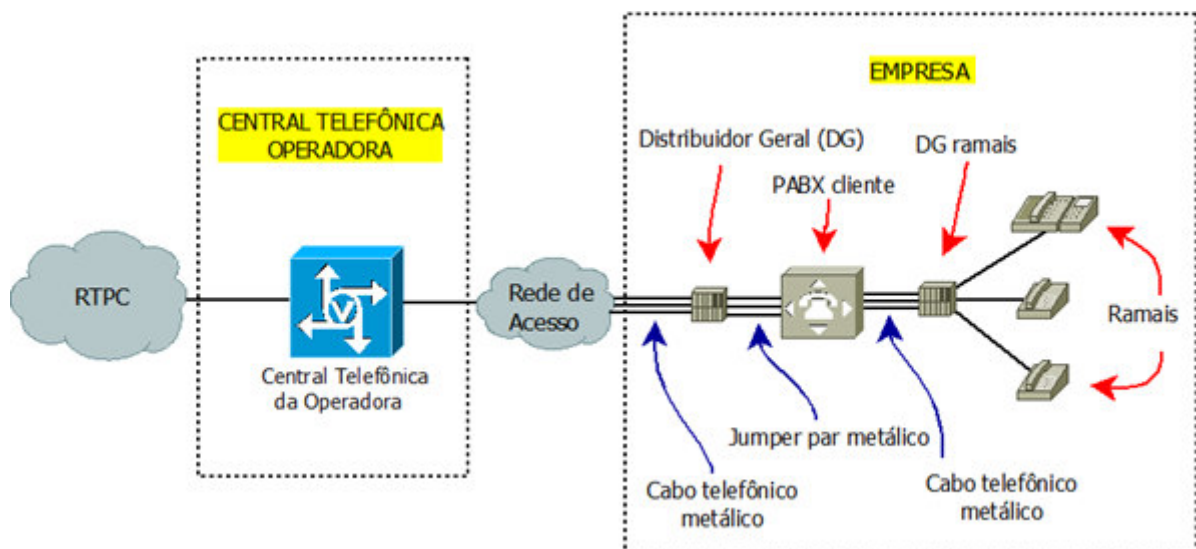 CENTRAL TELEFÔNICA
OPERADORA
RTPC
Central Telefônica
da Operadora
Rede de
Acesso
EMPRESA
Distribuidor Geral (DG)
DG ramais
PABX cliente
Ramais
Jumper par metálico
Cabo telefônico
metálico
Cabo telefônico
metálico